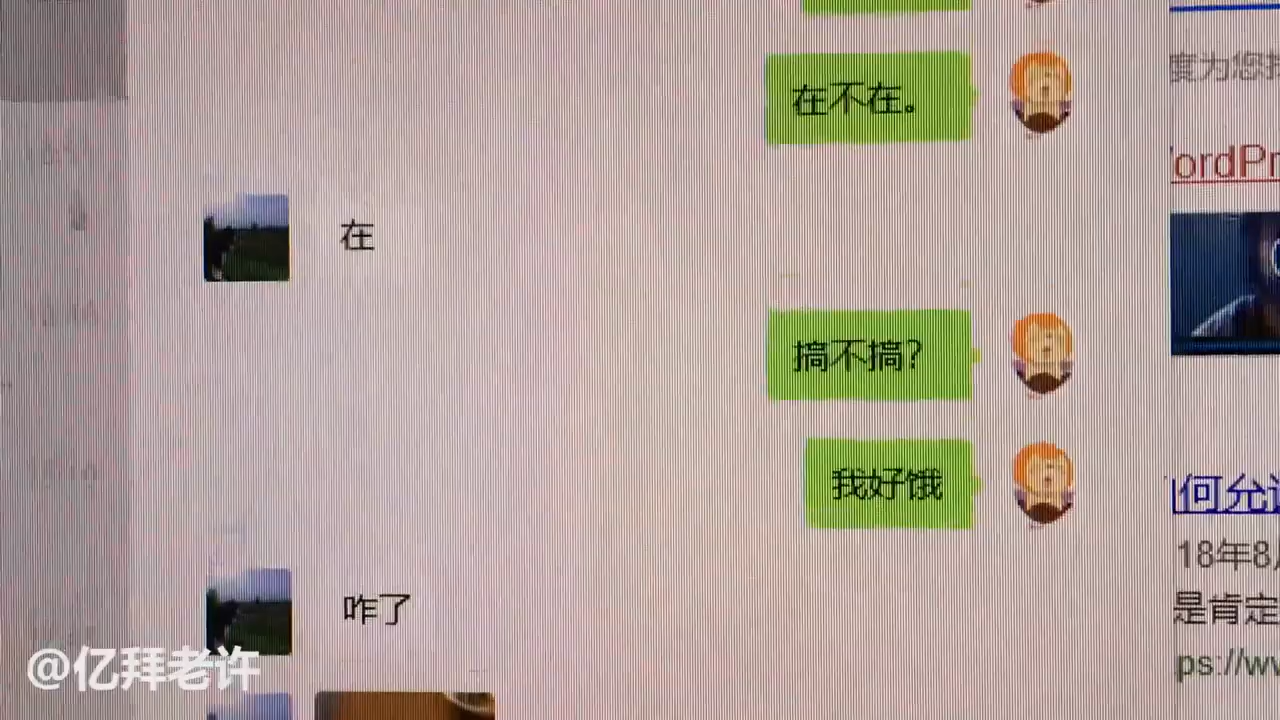 在不在。
度为您
ordPr
在
搞不搞?
我好饿
何允
18年8
咋了
是肯定
ps://w
@亿拜老许